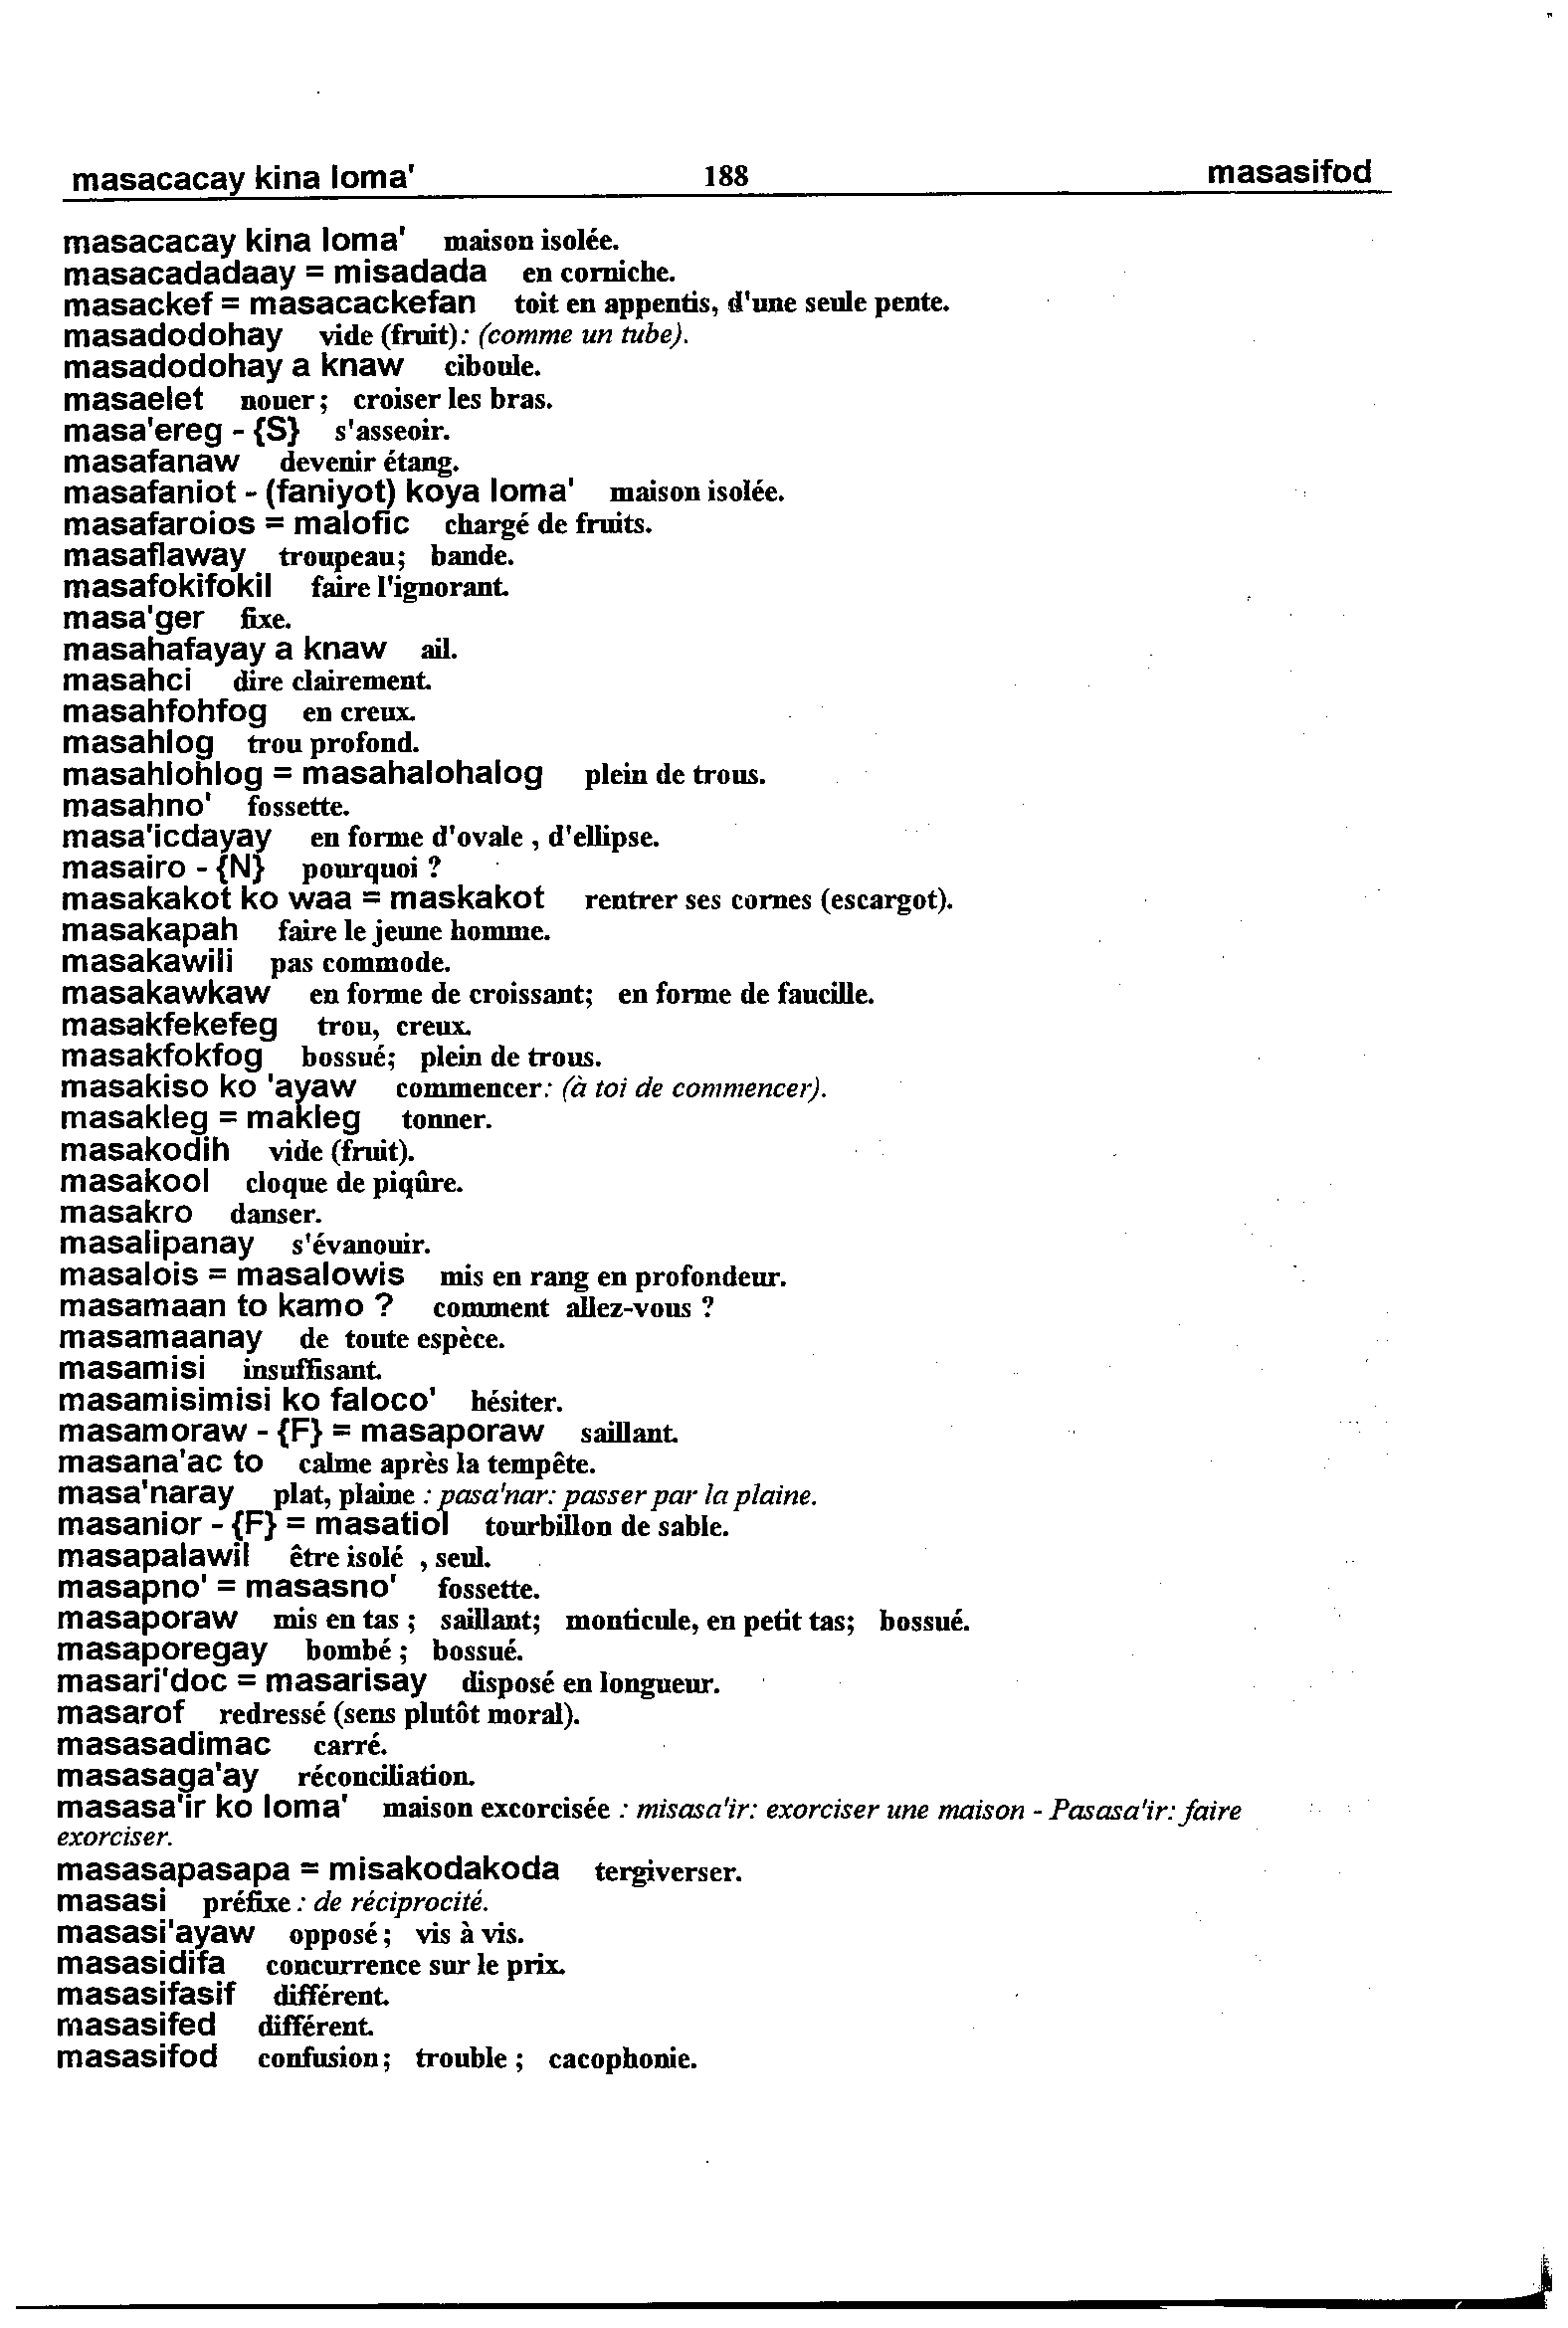 masacacay kina loma' 188 masasifod
masacacay kina loma' maison isolée.
masacadadaay = misadada en corniche.
masackef = masacackefan toit en appentis, d'une seule pente.
masadodohay vide (fruit): (comme un tube).
masadodohay a knaw ciboule.
masaelet nouer; croiser les bras.
masa'ereg - {S} s'asseoir.
masafanaw devenir étang.
masafaniot - (faniyot) koya loma' maison isolée.
masafaroios = malofic chargé de fruits.
masaflaway troupeau; bande.
masafokifokil faire l'ignorant.
masa'ger fixe.
masahafayay a knaw ail.
masahci dire clairement.
masahfohfog en creux.
masahlog trou profond.
masahlohlog = masahalohalog plein de trous.
masahno' fossette.
masa'icdayay en forme d'ovale , d'ellipse.
masairo - {N} pourquoi ?
masakakot ko waa = maskakot rentrer ses cornes (escargot).
masakapah faire le jeune homme.
masakawili pas commode.
masakawkaw en forme de croissant; en forme de faucille.
masakfekefeg trou, creux.
masakfokfog bossué; plein de trous.
masakiso ko 'ayaw commencer: (à toi de commencer).
masakleg = makleg tonner.
masakodih vide (fruit).
masakool cloque de piqûre.
masakro danser.
masalipanay s'évanouir.
masalois = masalowis mis en rang en profondeur.
masamaan to kamo ? comment allez-vous ?
masamaanay de toute espèce.
masamisi insuffisant.
masamisimisi ko faloco' hésiter.
masamoraw - {F} = masaporaw saillant.
masana'ac to calme après la tempête.
masa'naray plat, plaine : pasa'nar: passer par la plaine.
masanior - {F} = masatiol tourbillon de sable.
masapalawil être isolé , seul.
masapno' = masasno' fossette.
masaporaw mis en tas ; saillant; monticule, en petit tas; bossué.
masaporegay bombé ; bossué.
masari'doc = masarisay disposé en longueur.
masarof redressé (sens plutôt moral).
masasadimac carré.
masasaga'ay réconciliation.
masasa'ir ko loma' maison excorcisée : misasa'ir: exorciser une maison - Pasasa'ir: faire
exorciser.
masasapasapa = misakodakoda tergiverser.
masasi préfixe : de réciprocité.
masasi'ayaw opposé ; vis à vis.
masasidifa concurrence sur le prix.
masasifasif différent.
masasifed différent.
masasifod confusion; trouble ; cacophonie.